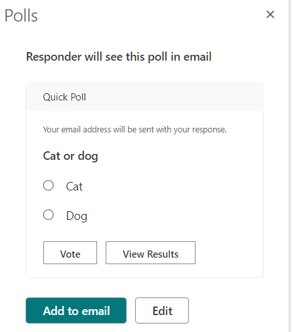 Polls
Responder will see this poll in email
Quick Poll
Your email address will be sent with your response.
Cat or dog
Cat
Dog
Vote
View Results
Add to email
Edit